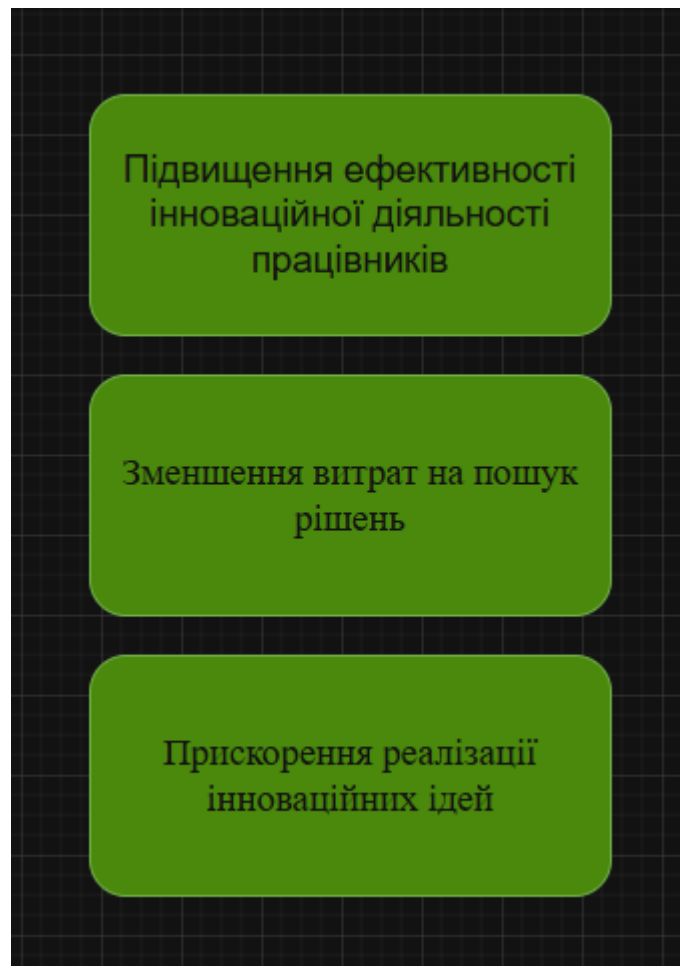 Підвищення ефективності
інноваційної діяльності
працівників
Зменшення витрат на пошук
рішень
Прискорення реалізації
інноваційних ідей